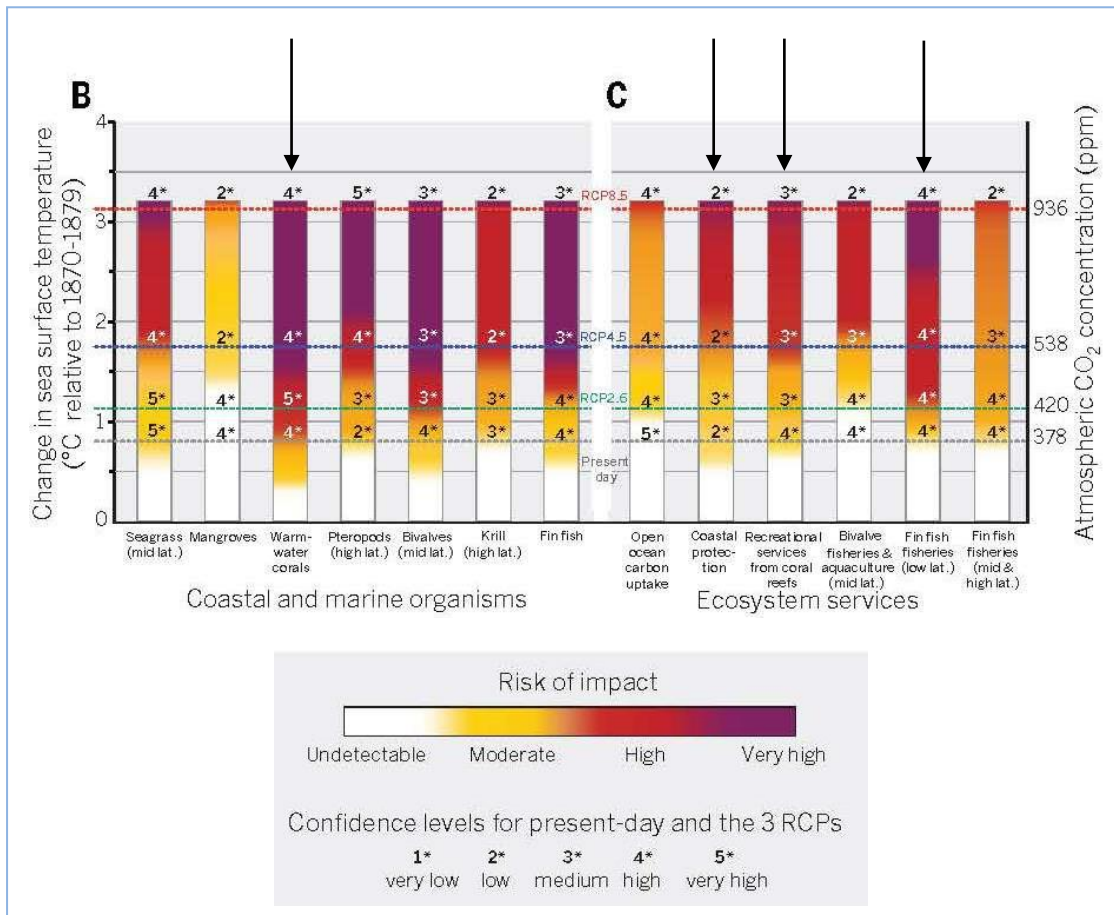 B
C
Change in sea surface temperature
(°C relative to 1870-1879)
4
3
2
1
0
4* 2* 4* 5* 3* 2* 3* RCP8.5 4* 2* 3* 2* 4* 2*
936
4* 2* 4* 4* 3* 2* 3* RCP4.5 4* 2* 3* 3* 4* 3*
538
5* 4* 5* 3* 3* 3* 4* RCP2.6 4* 3* 3* 4* 4* 4*
420
5* 4* 4* 2* 4* 3* 4* 5* 2* 4* 4* 4* 4*
378
Present
day
Atmospheric CO2 concentration (ppm)
Seagrass
(mid lat.)
Mangroves
Warm-
water
corals
Pteropods
(high lat.)
Bivalves
(mid lat.)
Krill
(high lat.)
Fin fish
Open
ocean
carbon
uptake
Coastal
protec-
tion
Recreational
services
from coral
reefs
Bivalve
fisheries &
aquaculture
(mid lat.)
Fin fish
fisheries
(low lat.)
Fin fish
fisheries
(mid &
high lat.)
Coastal and marine organisms
Ecosystem services
Risk of impact
Undetectable Moderate High Very high
Confidence levels for present-day and the 3 RCPs
1* 2* 3* 4* 5*
very low low medium high very high